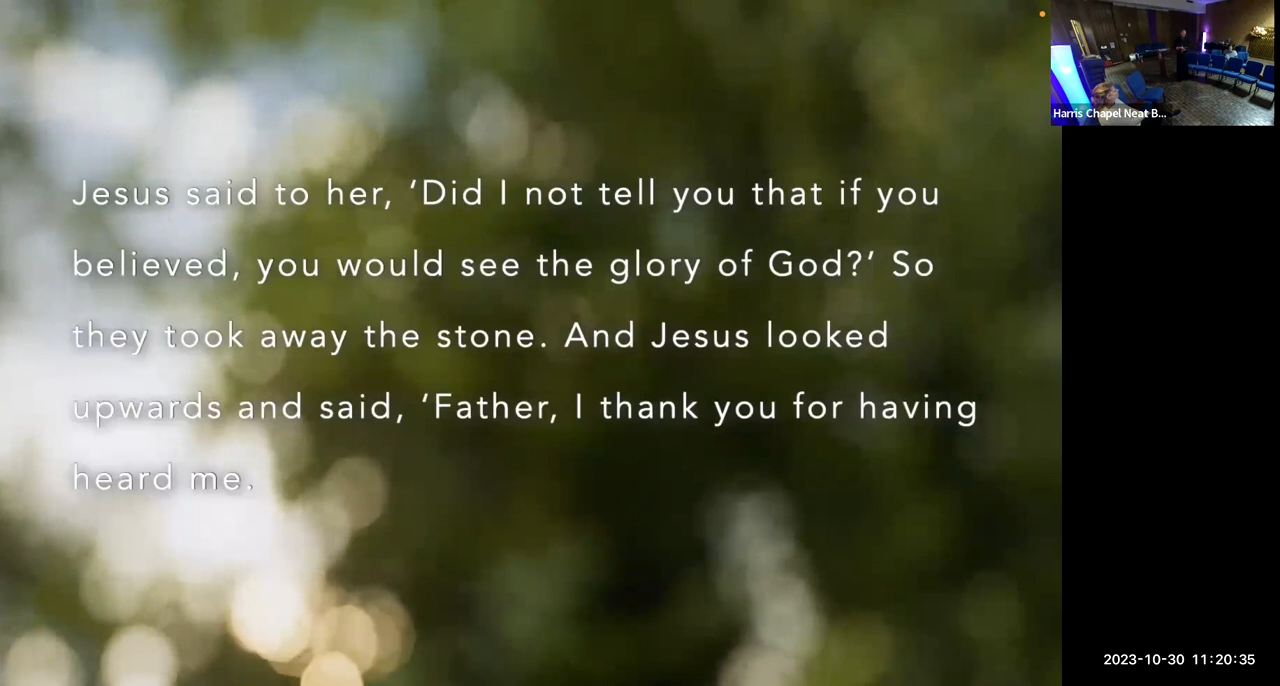 Jesus said to her, ‘Did I not tell you that if you
believed, you would see the glory of God?’ So
they took away the stone. And Jesus looked
upwards and said, ‘Father, I thank you for having
heard me.
Harris Chapel Neat B...
2023-10-30 11:20:35